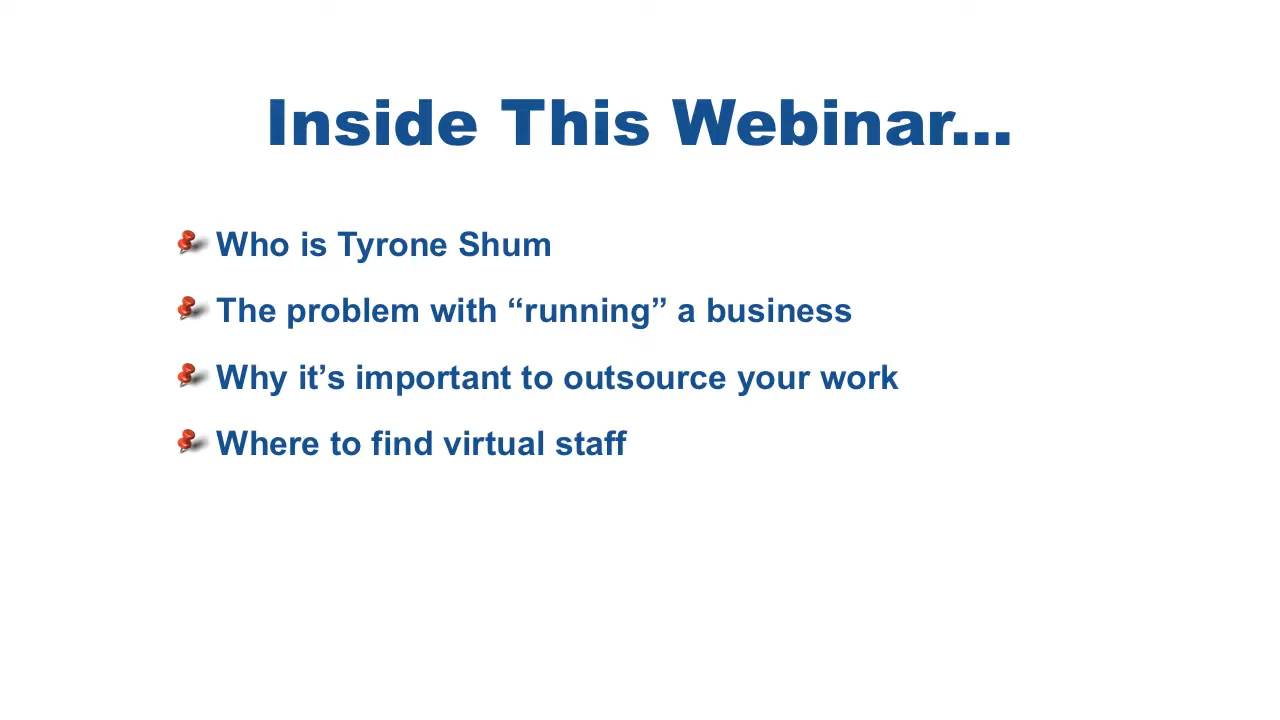 Inside This Webinar...
Who is Tyrone Shum
The problem with “running” a business
Why it’s important to outsource your work
Where to find virtual staff